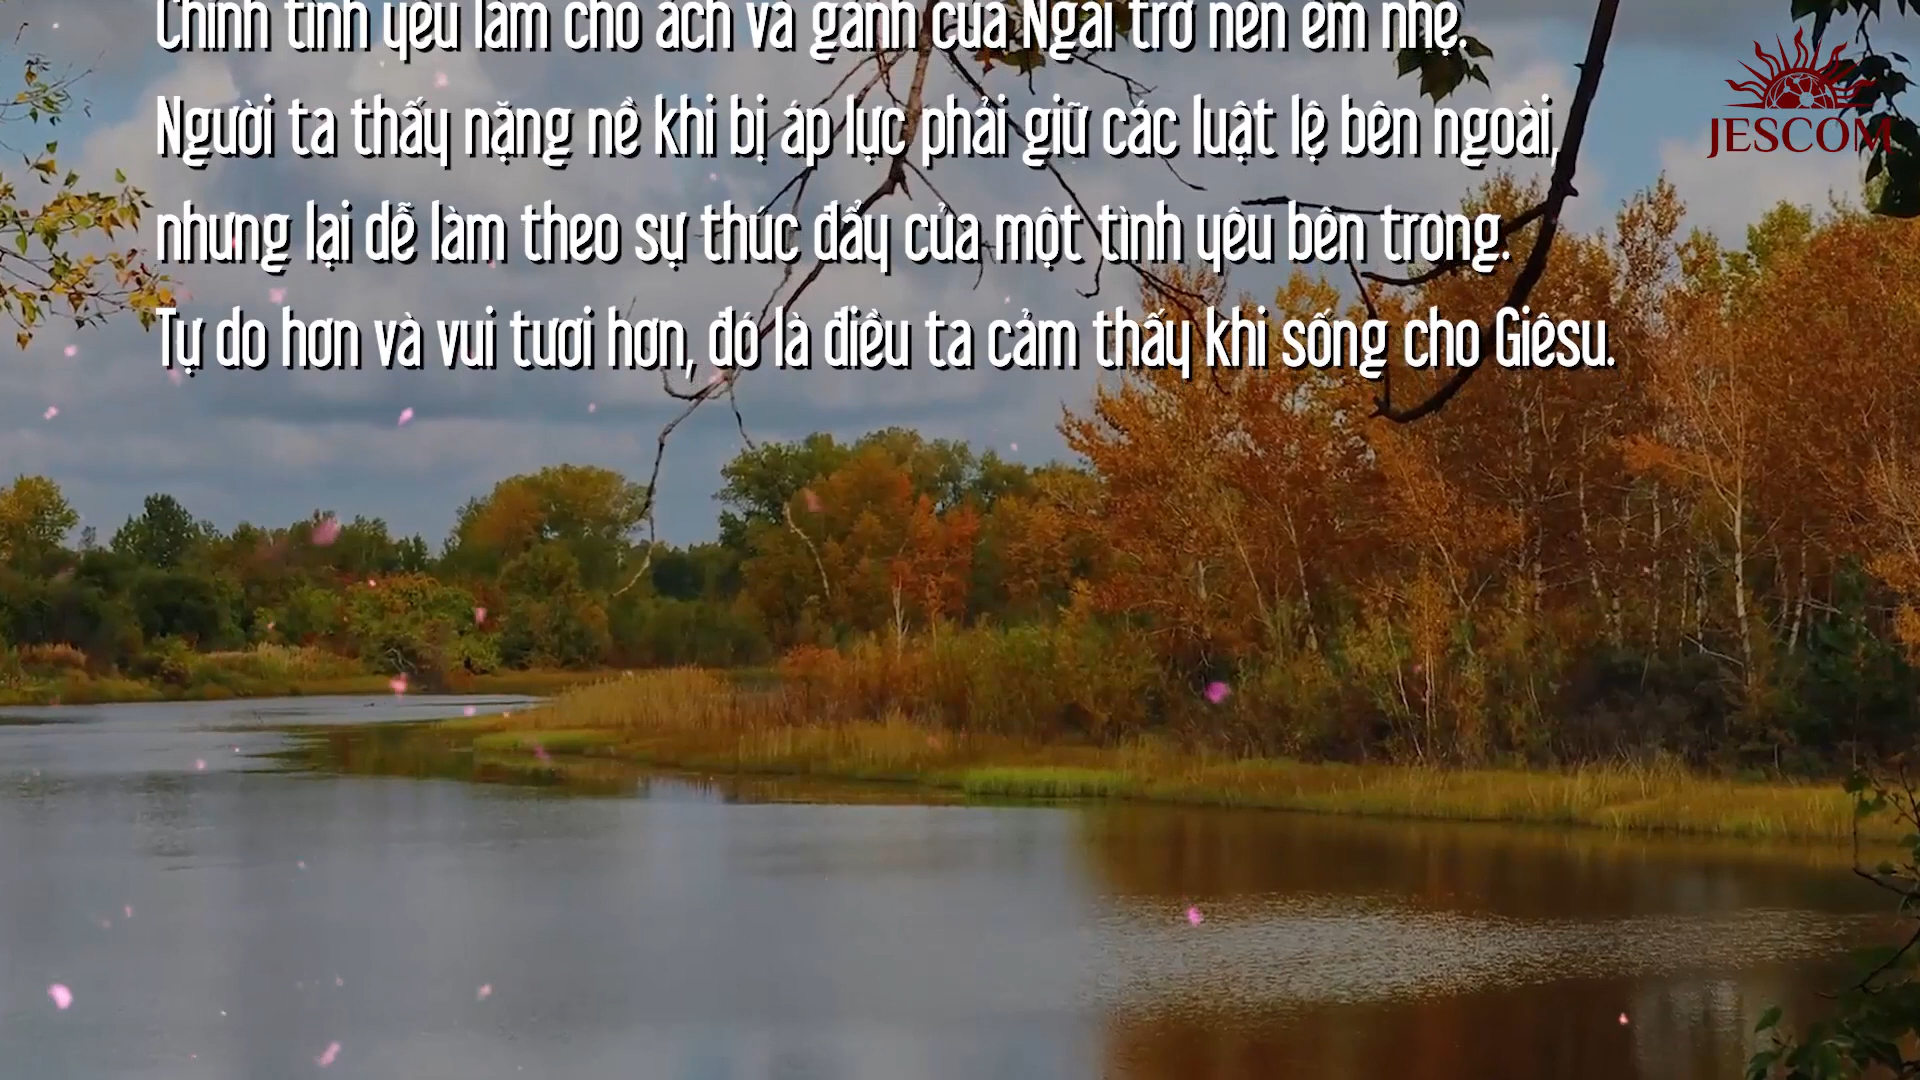 Chính tình yêu làm cho ách và gánh của Ngài trở nên êm nhẹ.
Người ta thấy nặng nề khi bị áp lực phải giữ các luật lệ bên ngoài,
nhưng lại dễ làm theo sự thúc đẩy của một tình yêu bên trong.
Tự do hơn và vui tươi hơn, đó là điều ta cảm thấy khi sống cho Giêsu.
JESCOM